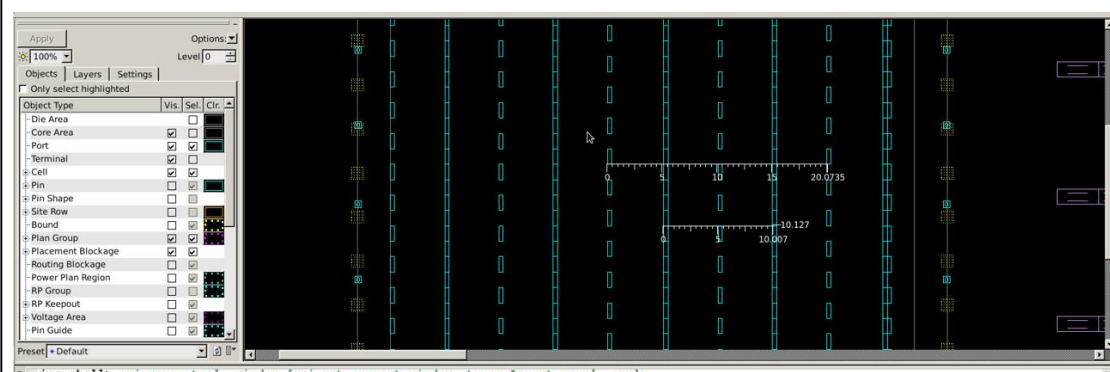 Apply Options:
100% Level 0
Objects Layers Settings
Only select highlighted
Object Type Vis. Sel. Clr.
Die Area
Core Area
Port
Terminal
Cell
Pin
Pin Shape
Site Row
Bound
Plan Group
Placement Blockage
Routing Blockage
Power Plan Region
RP Group
RP Keepout
Voltage Area
Pin Guide
Preset Default
0 5 10 15 20.0735
10.127
0 5 10.007